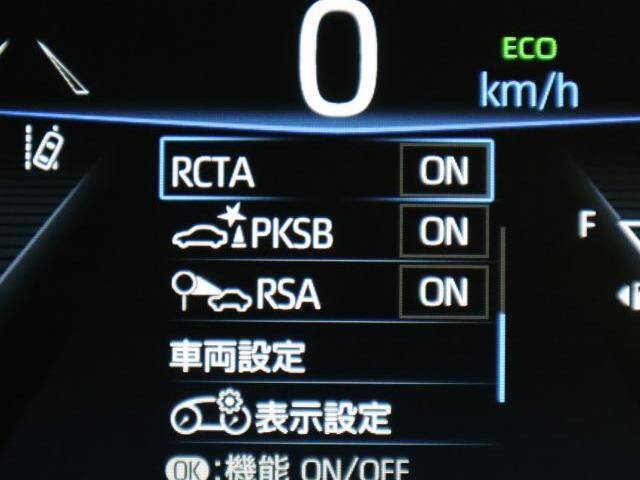 0
ECO
km/h
RCTA ON
PKSB ON
F
RSA ON
車両設定
表示設定
OK:機能 ON/OFF